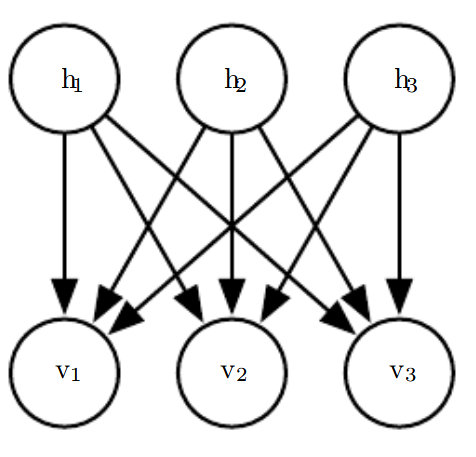 h₁ h₂ h₃
v₁ v₂ v₃